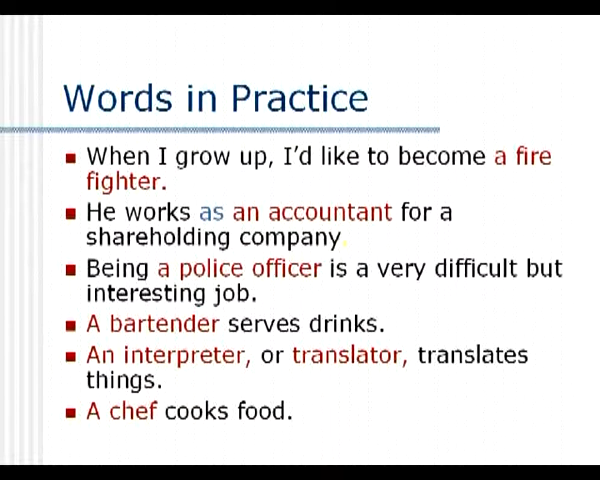 Words in Practice
When I grow up, I'd like to become a fire
fighter.
He works as an accountant for a
shareholding company.
Being a police officer is a very difficult but
interesting job.
A bartender serves drinks.
An interpreter, or translator, translates
things.
A chef cooks food.